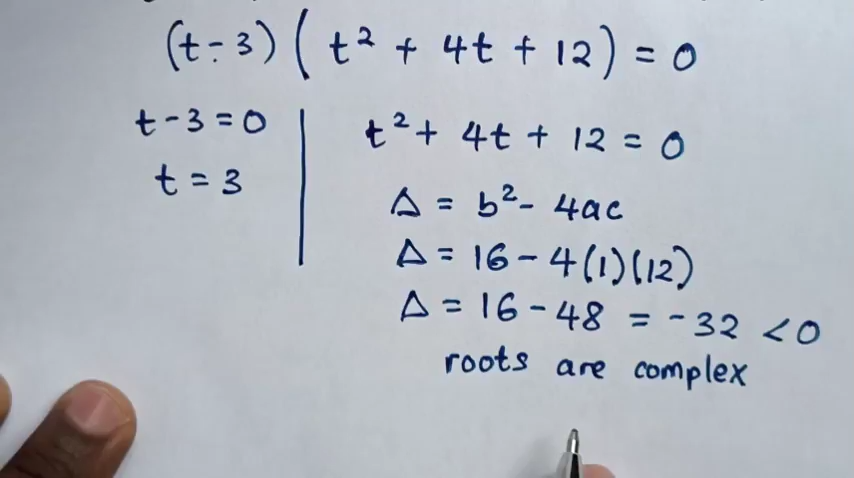 (t - 3) ( t² + 4t + 12) = 0
t - 3 = 0
t = 3
t² + 4t + 12 = 0
Δ = b² - 4ac
Δ = 16 - 4(1)(12)
Δ = 16 - 48 = -32 < 0
roots are complex